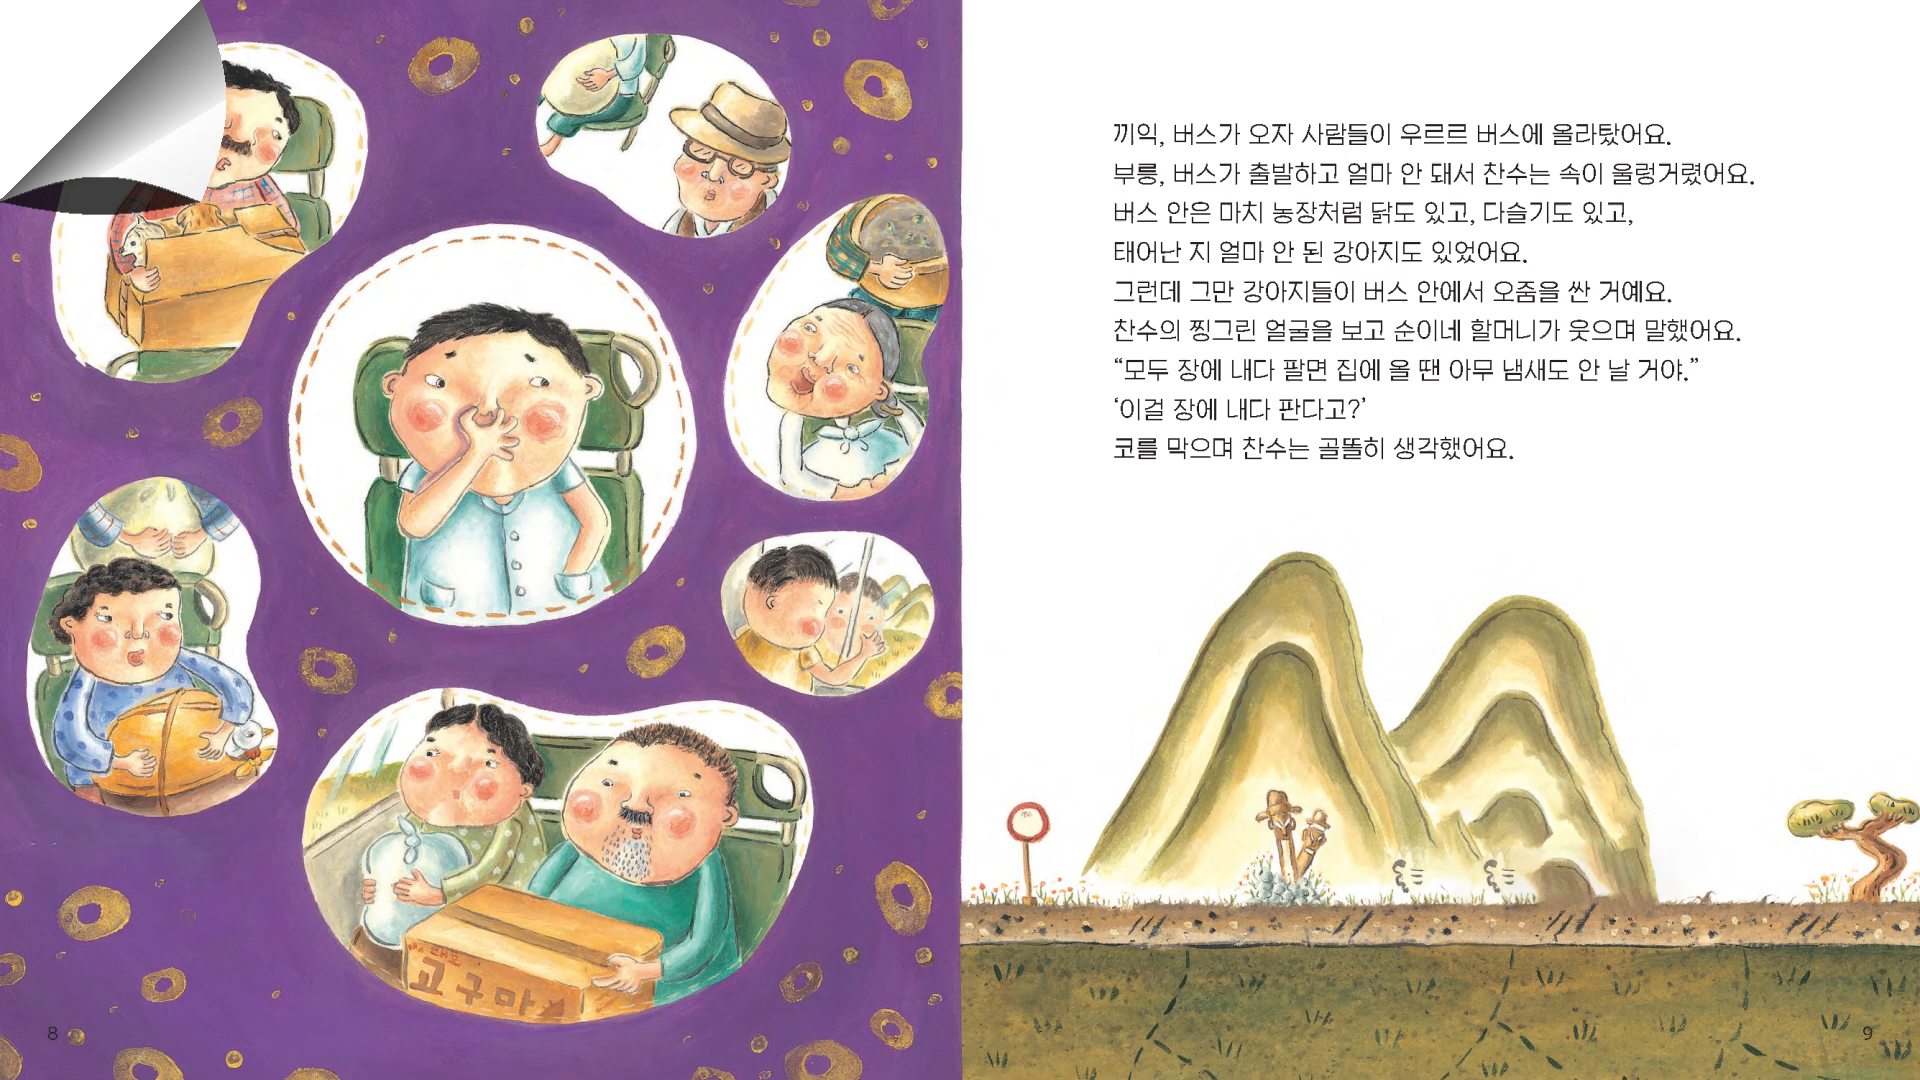 끼익, 버스가 오자 사람들이 우르르 버스에 올라탔어요.
부릉, 버스가 출발하고 얼마 안 돼서 찬수는 속이 울렁거렸어요.
버스 안은 마치 농장처럼 닭도 있고, 다슬기도 있고,
태어난 지 얼마 안 된 강아지도 있었어요.
그런데 그만 강아지들이 버스 안에서 오줌을 싼 거예요.
찬수의 찡그린 얼굴을 보고 순이네 할머니가 웃으며 말했어요.
“모두 장에 내다 팔면 집에 올 땐 아무 냄새도 안 날 거야.”
‘이걸 장에 내다 판다고?’
코를 막으며 찬수는 골똘히 생각했어요.
고구마
8
9